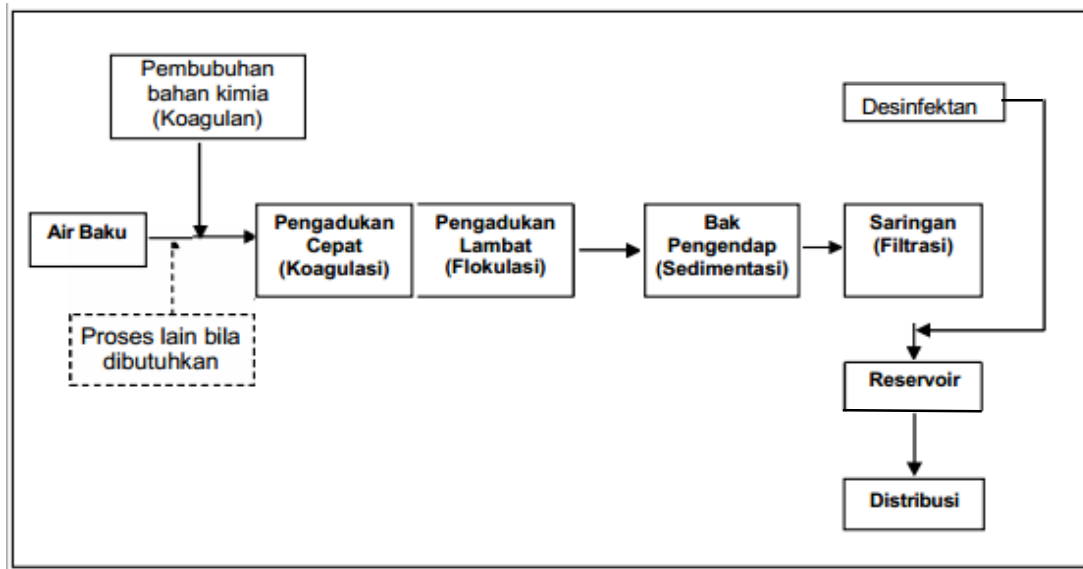 Pembubuhan
bahan kimia
(Koagulan)
Desinfektan
Air Baku
Pengadukan
Cepat
(Koagulasi)
Pengadukan
Lambat
(Flokulasi)
Bak
Pengendap
(Sedimentasi)
Saringan
(Filtrasi)
Proses lain bila
dibutuhkan
Reservoir
Distribusi